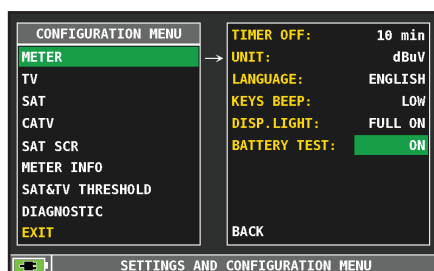 CONFIGURATION MENU
METER
TV
SAT
CATV
SAT SCR
METER INFO
SAT&TV THRESHOLD
DIAGNOSTIC
EXIT
TIMER OFF: 10 min
UNIT: dBuV
LANGUAGE: ENGLISH
KEYS BEEP: LOW
DISP.LIGHT: FULL ON
BATTERY TEST: ON
BACK
SETTINGS AND CONFIGURATION MENU